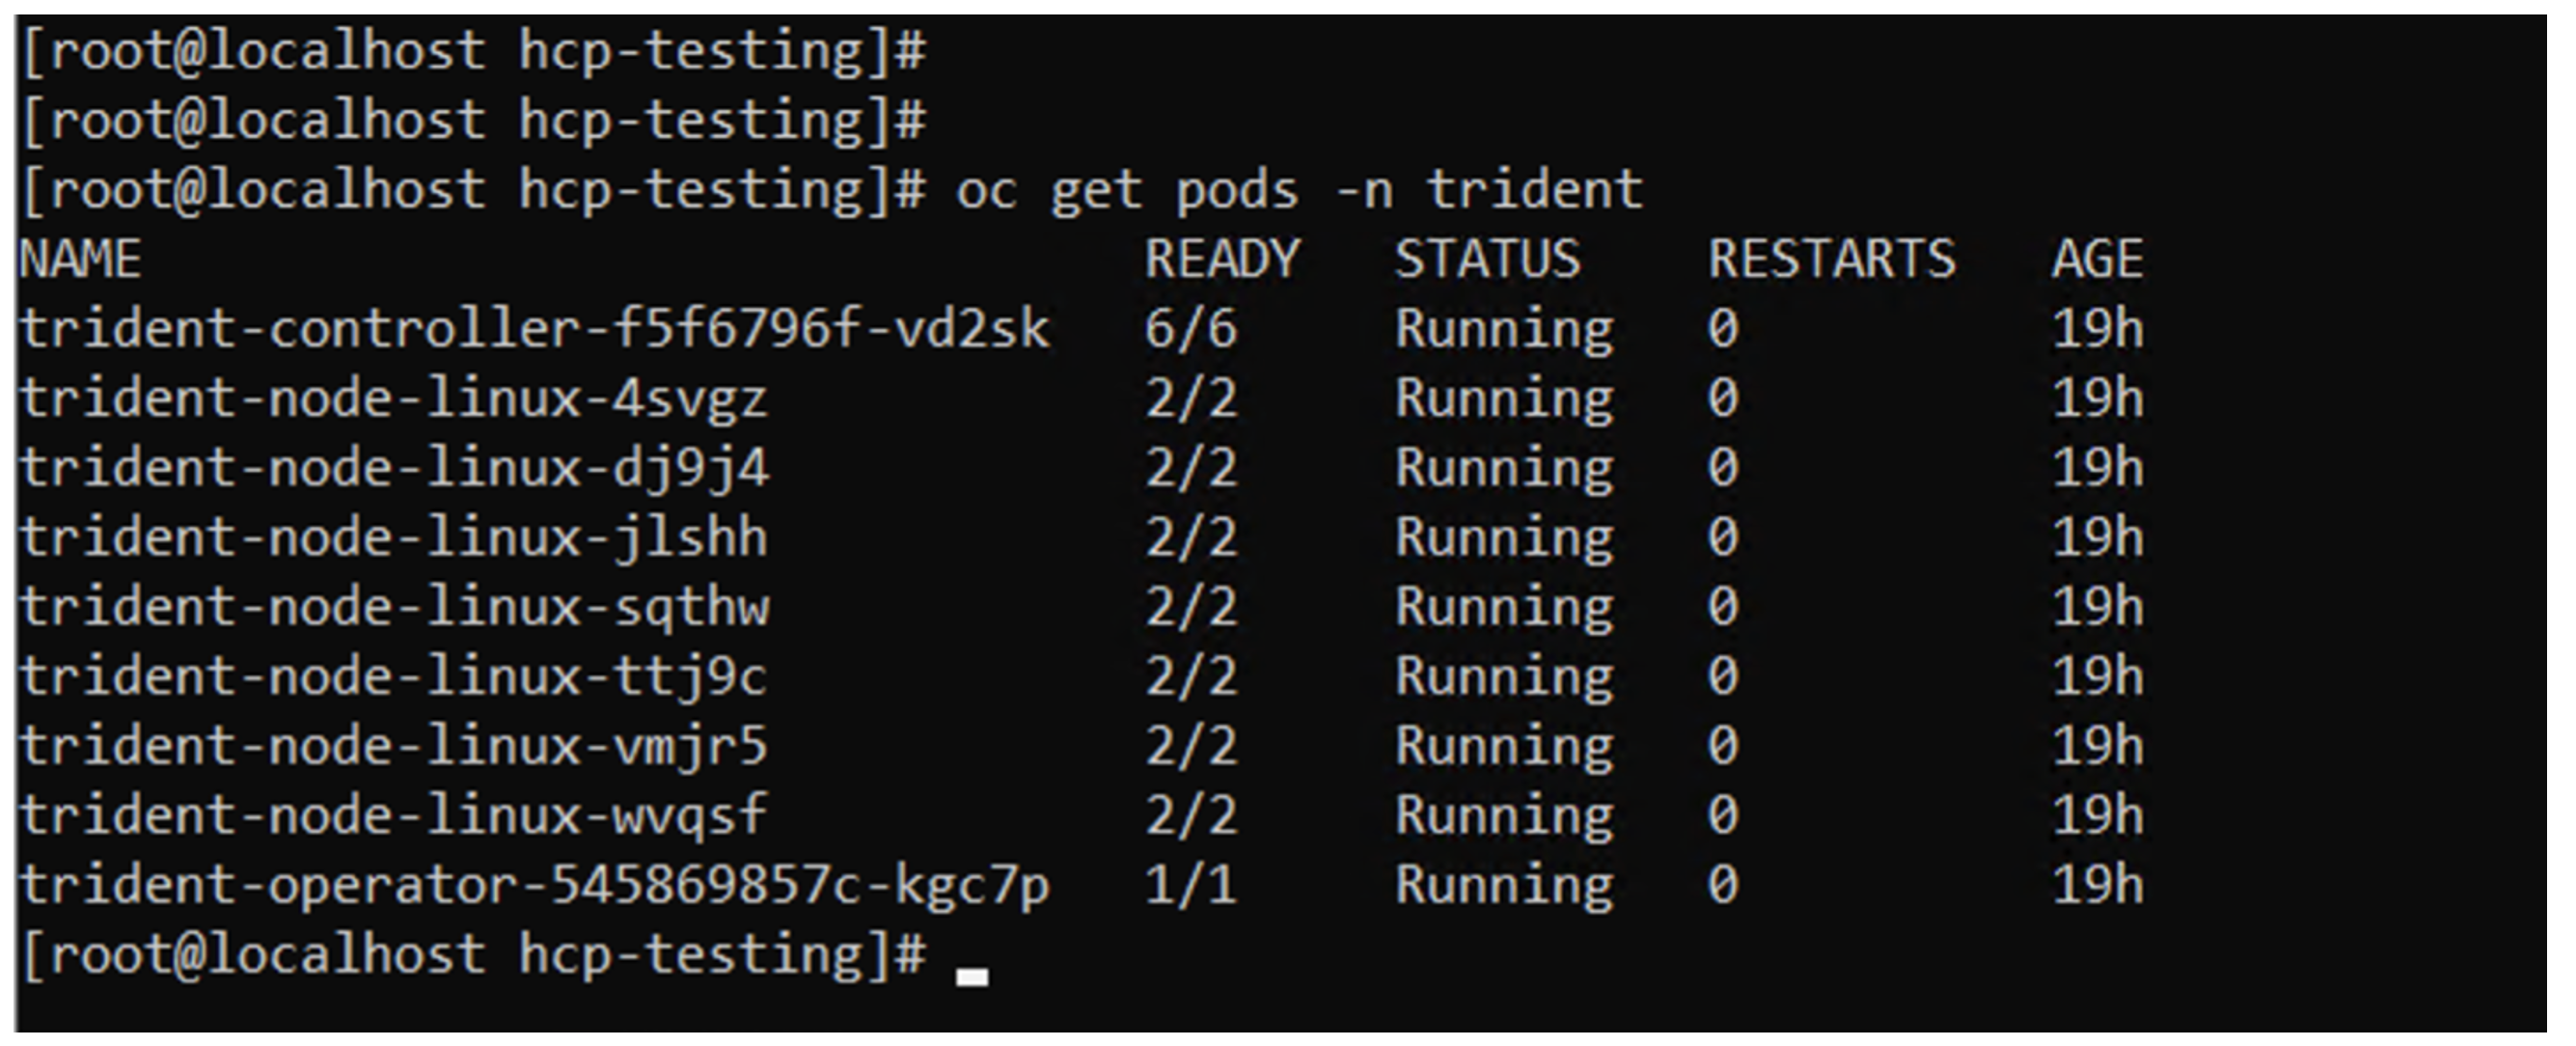 [root@localhost hcp-testing]#
[root@localhost hcp-testing]#
[root@localhost hcp-testing]# oc get pods -n trident
NAME READY STATUS RESTARTS AGE
trident-controller-f5f6796f-vd2sk 6/6 Running 0 19h
trident-node-linux-4svgz 2/2 Running 0 19h
trident-node-linux-dj9j4 2/2 Running 0 19h
trident-node-linux-jlshh 2/2 Running 0 19h
trident-node-linux-sqthw 2/2 Running 0 19h
trident-node-linux-ttj9c 2/2 Running 0 19h
trident-node-linux-vmjr5 2/2 Running 0 19h
trident-node-linux-wvqsf 2/2 Running 0 19h
trident-operator-545869857c-kgc7p 1/1 Running 0 19h
[root@localhost hcp-testing]#